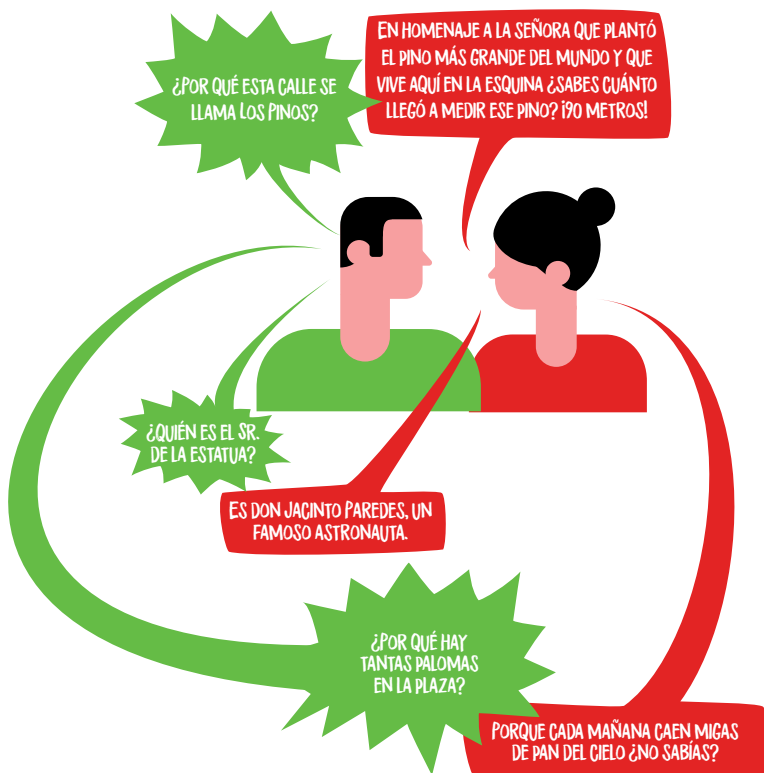 ¿POR QUÉ ESTA CALLE SE
LLAMA LOS PINOS?
EN HOMENAJE A LA SEÑORA QUE PLANTÓ
EL PINO MÁS GRANDE DEL MUNDO Y QUE
VIVE AQUÍ EN LA ESQUINA ¿SABES CUÁNTO
LLEGÓ A MEDIR ESE PINO? ¡90 METROS!
¿QUIÉN ES EL SR.
DE LA ESTATUA?
ES DON JACINTO PAREDES, UN
FAMOSO ASTRONAUTA.
¿POR QUÉ HAY
TANTAS PALOMAS
EN LA PLAZA?
PORQUE CADA MAÑANA CAEN MIGAS
DE PAN DEL CIELO ¿NO SABÍAS?